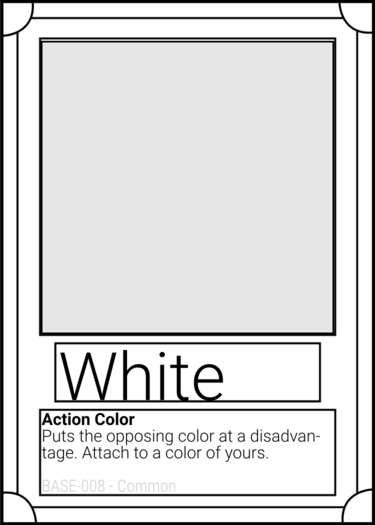 White
Action Color
Puts the opposing color at a disadvan-
tage. Attach to a color of yours.
BASE-008 - Common